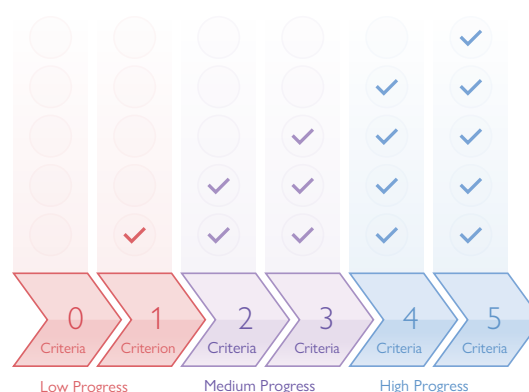 0
Criteria
1
Criterion
2
Criteria
3
Criteria
4
Criteria
5
Criteria
Low Progress
Medium Progress
High Progress